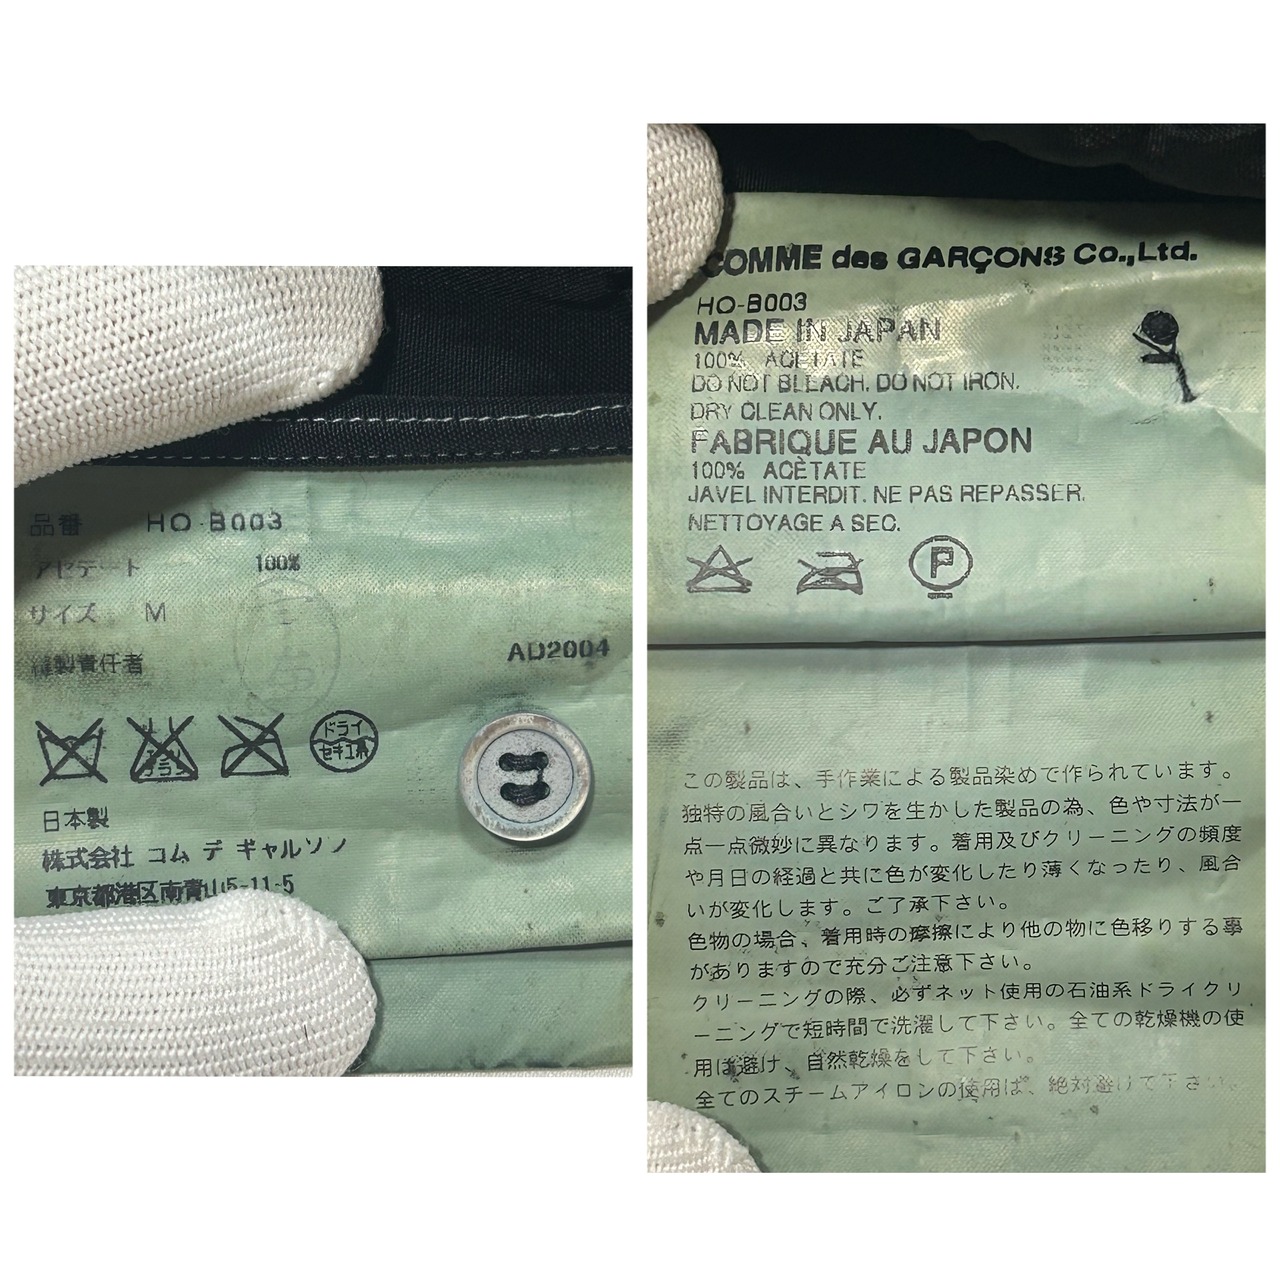 品番 HO-B003
アセテート 100%
サイズ M
縫製責任者
AD2004
ドライ
セキユ系
日本製
株式会社 コム デ ギャルソン
東京都港区南青山5-11-5
COMME des GARÇONS Co.,Ltd.
HO-B003
MADE IN JAPAN
100% ACETATE
DO NOT BLEACH. DO NOT IRON.
DRY CLEAN ONLY.
FABRIQUE AU JAPON
100% ACÈTATE
JAVEL INTERDIT. NE PAS REPASSER.
NETTOYAGE A SEC.
P
この製品は、手作業による製品染めで作られています。
独特の風合いとシワを生かした製品の為、色や寸法が一
点一点微妙に異なります。着用及びクリーニングの頻度
や月日の経過と共に色が変化したり薄くなったり、風合
いが変化します。ご了承下さい。
色物の場合、着用時の摩擦により他の物に色移りする事
がありますので充分ご注意下さい。
クリーニングの際、必ずネット使用の石油系ドライクリ
ーニングで短時間で洗濯して下さい。全ての乾燥機の使
用は避け、自然乾燥をして下さい。
全てのスチームアイロンの使用は、絶対避けて下さい。